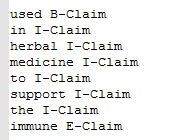 used B-Claim
in I-Claim
herbal I-Claim
medicine I-Claim
to I-Claim
support I-Claim
the I-Claim
immune E-Claim